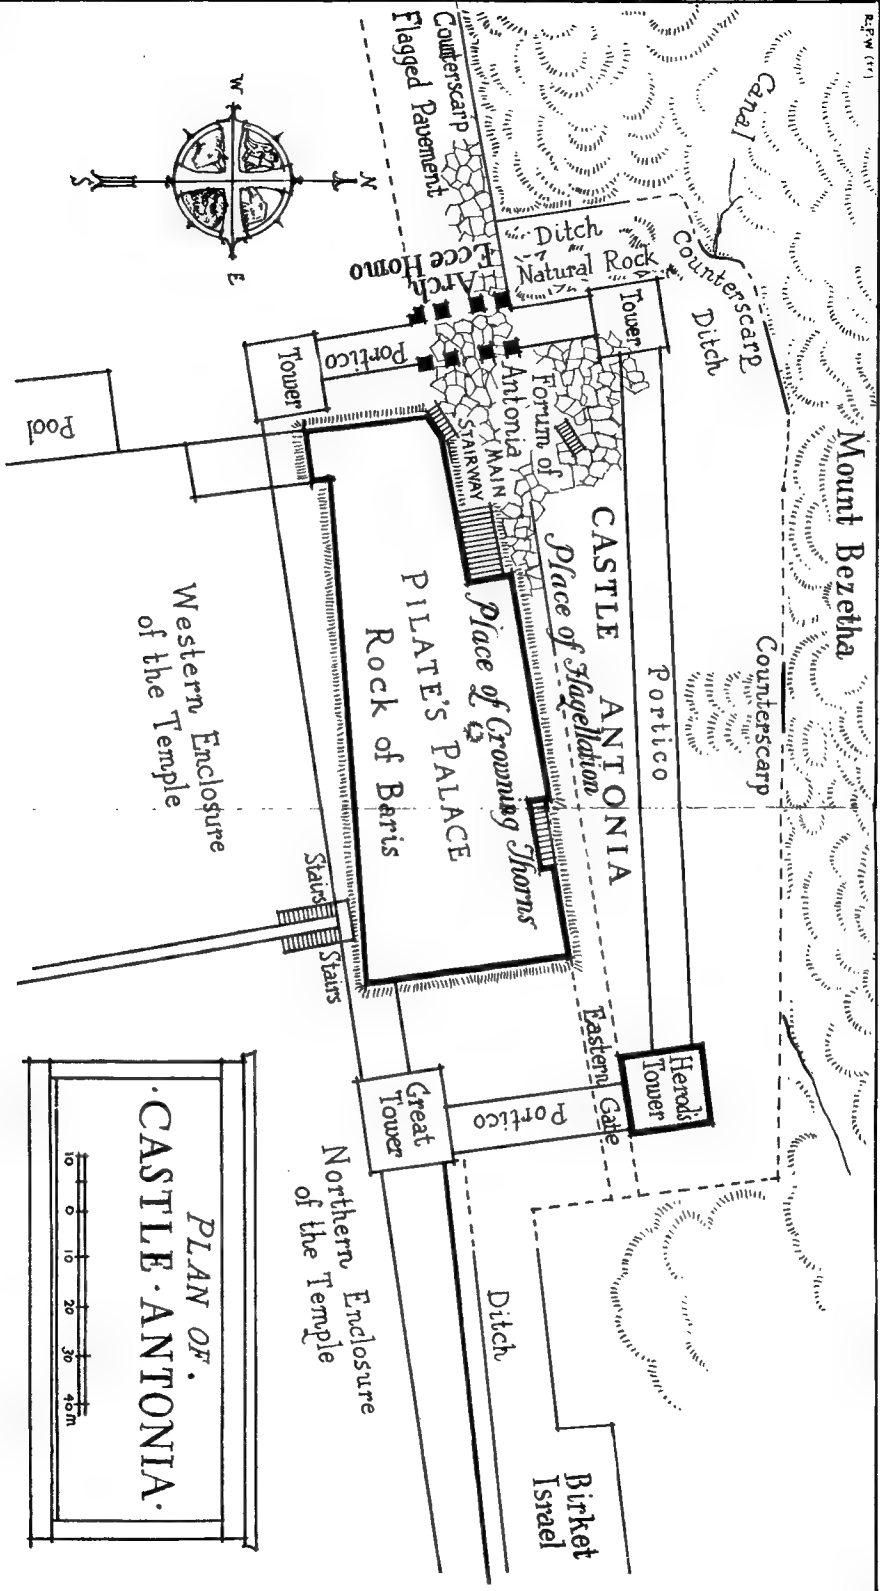 R.P.W (tr)
Canal
Mount Bezetha
Counterscarp
Ditch
Counterscarp
Ditch
Natural Rock
Counterscarp
Flagged Pavement
Ecce Homo
Arch
Tower
Portico
Tower
Portico
Forum of
Antonia
MAIN
STAIRWAY
CASTLE ANTONIA
Place of Flagellation
Place of Crowning Thorns
PILATE'S PALACE
Rock of Baris
Herod's
Tower
Eastern Gate
Portico
Great
Tower
Stairs
Stairs
Pool
Western Enclosure
of the Temple
Northern Enclosure
of the Temple
Ditch
Birket
Israel
W
N
S
E
PLAN OF.
·CASTLE·ANTONIA·
10 0 10 20 30 40m